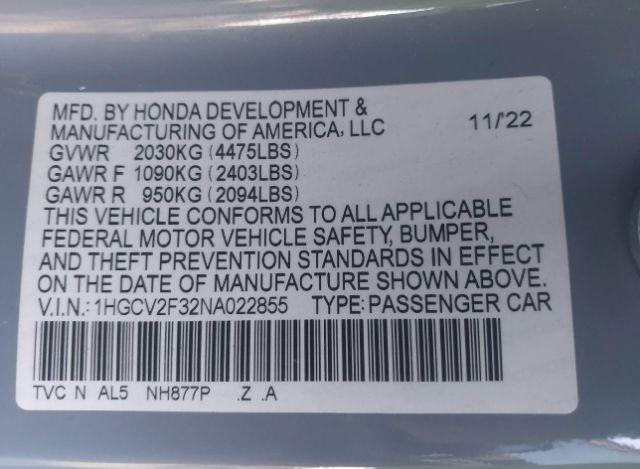 MFD. BY HONDA DEVELOPMENT &
MANUFACTURING OF AMERICA, LLC 11/'22
GVWR 2030KG (4475LBS)
GAWR F 1090KG (2403LBS)
GAWR R 950KG (2094LBS)
THIS VEHICLE CONFORMS TO ALL APPLICABLE
FEDERAL MOTOR VEHICLE SAFETY, BUMPER,
AND THEFT PREVENTION STANDARDS IN EFFECT
ON THE DATE OF MANUFACTURE SHOWN ABOVE.
V.I.N.: 1HGCV2F32NA022855 TYPE: PASSENGER CAR
TVC N AL5 NH877P .Z .A